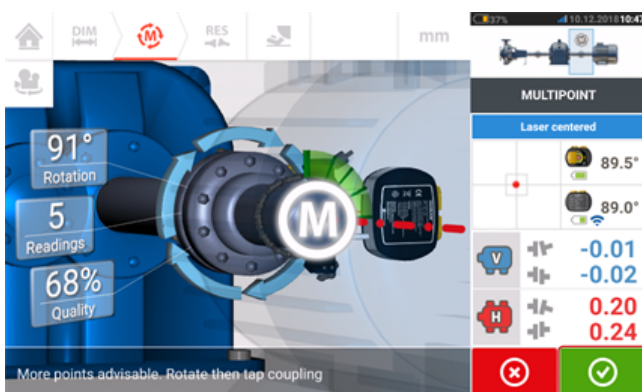 37%
10.12.2018 10:47
DIM
M
RES
mm
MULTIPOINT
Laser centered
91°
Rotation
5
Readings
68%
Quality
M
89.5°
89.0°
V
-0.01
-0.02
H
0.20
0.24
More points advisable. Rotate then tap coupling